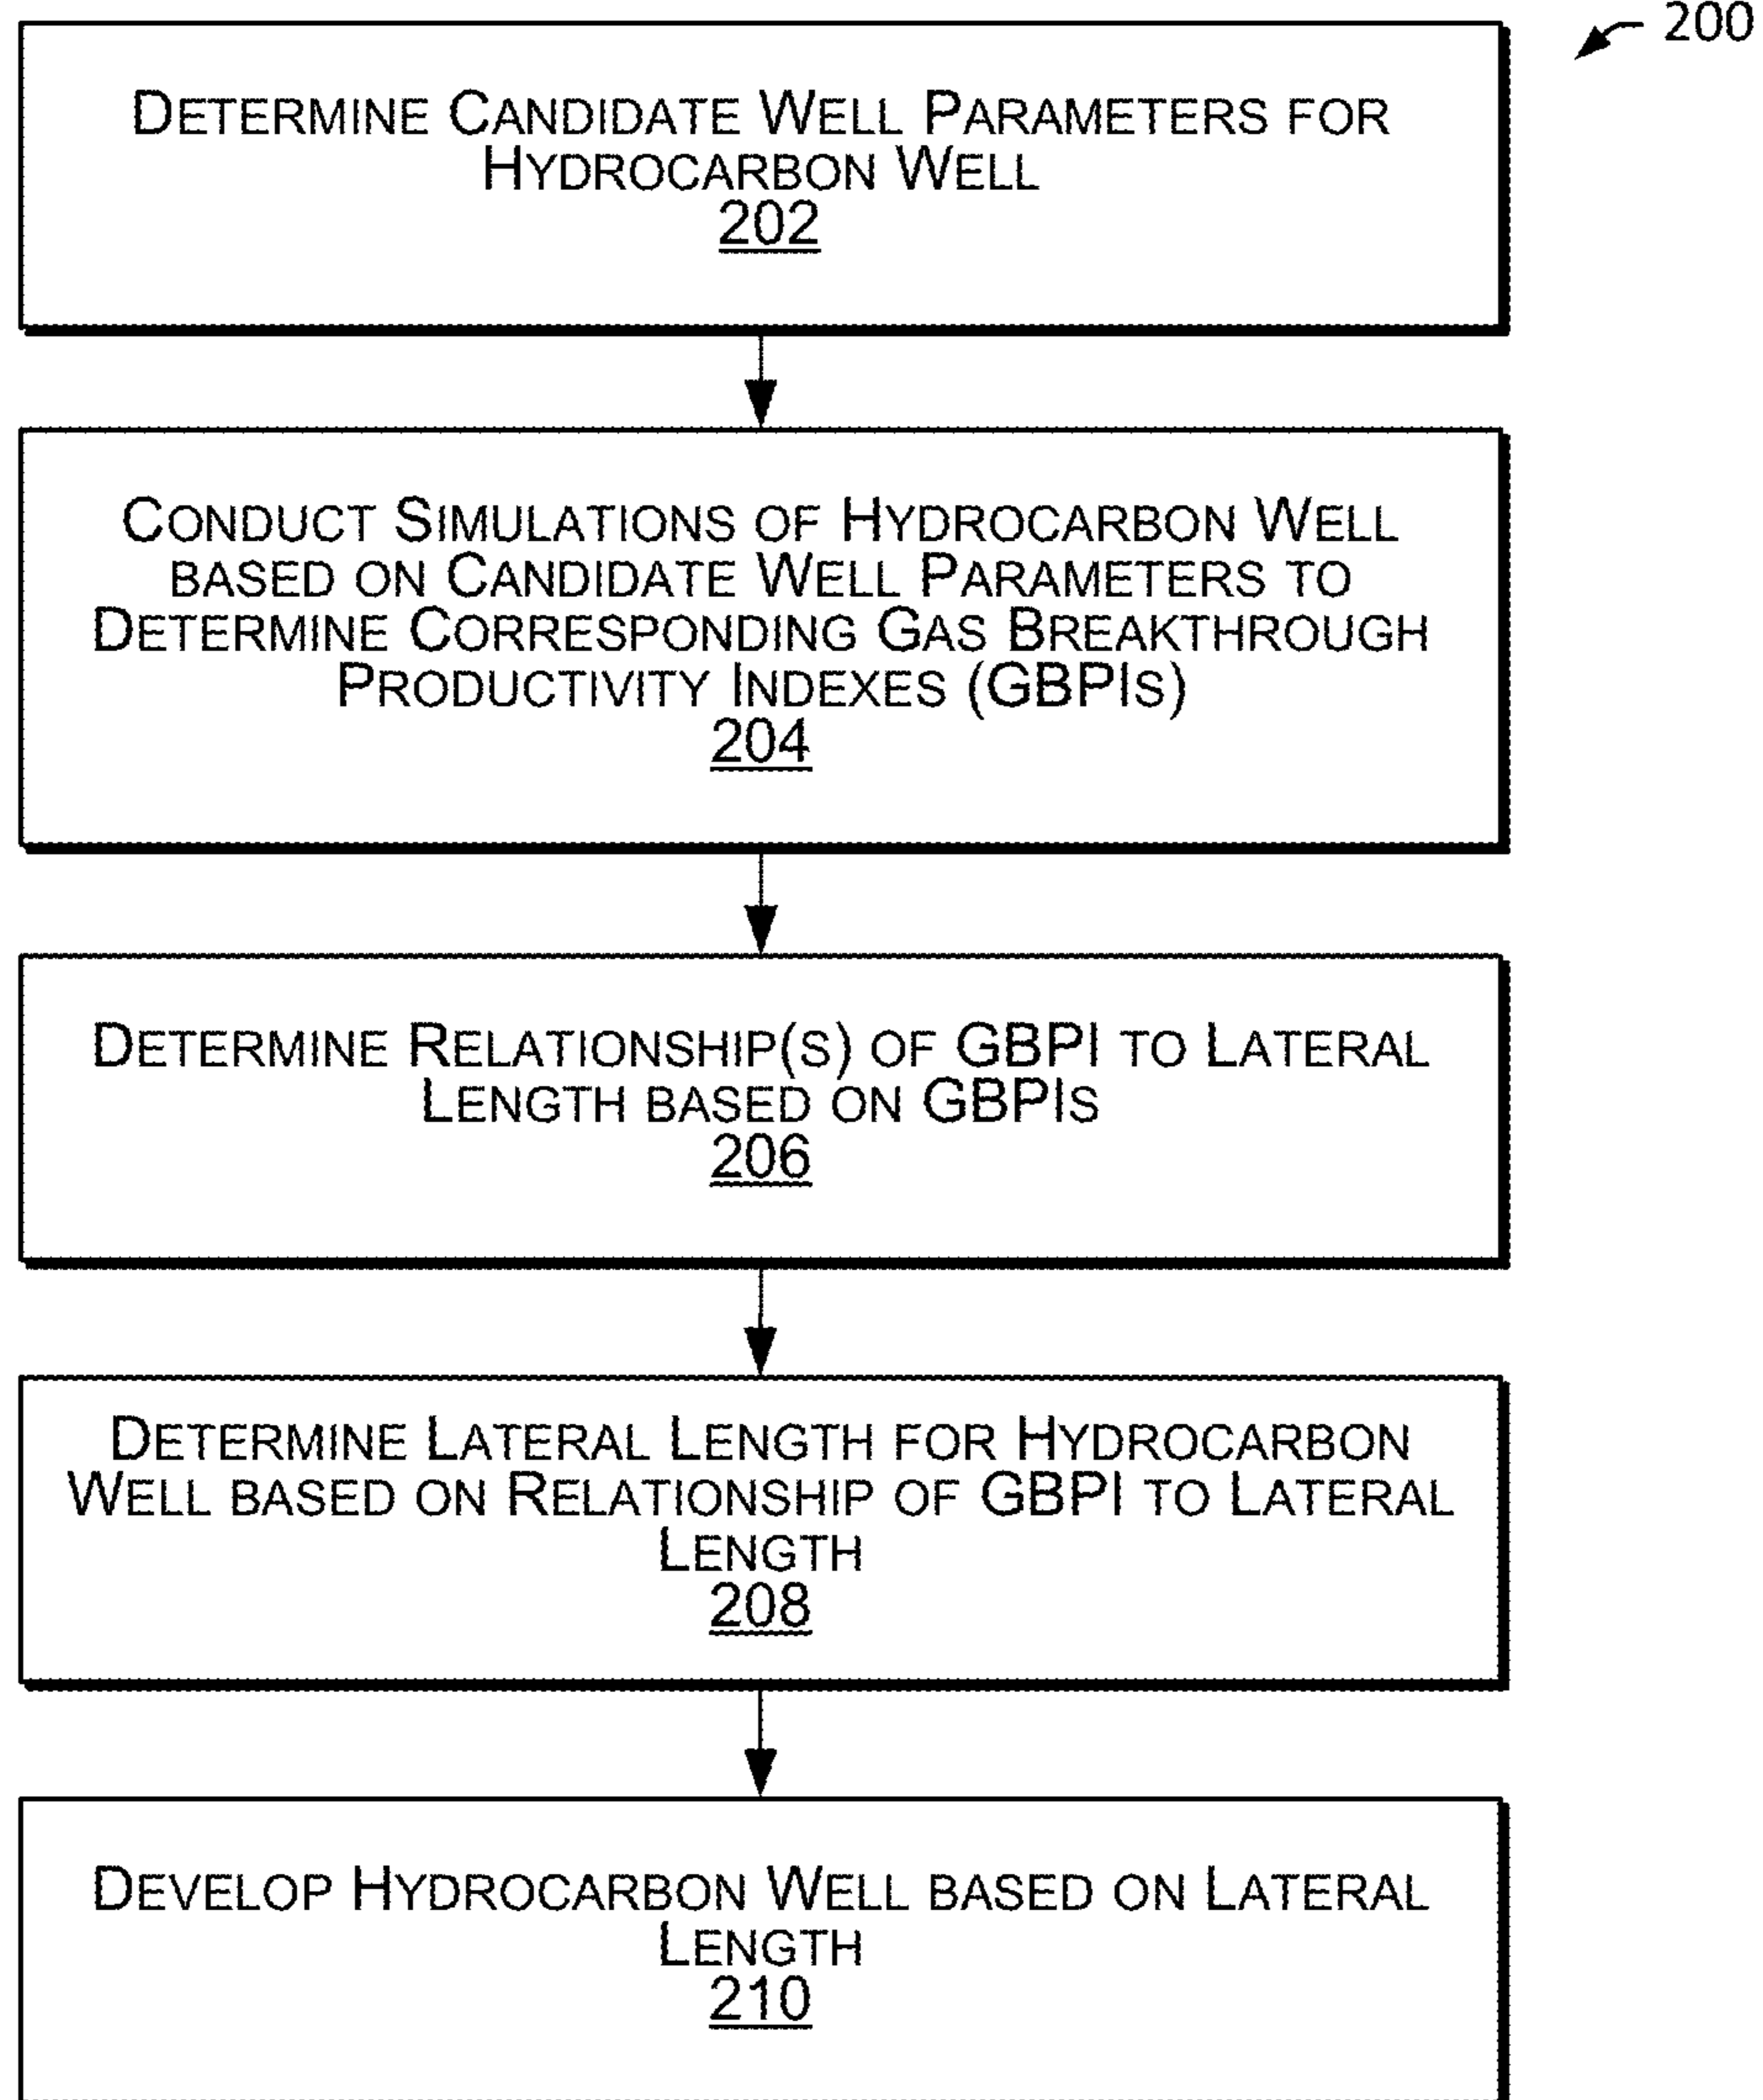 200
DETERMINE CANDIDATE WELL PARAMETERS FOR
HYDROCARBON WELL
202
CONDUCT SIMULATIONS OF HYDROCARBON WELL
BASED ON CANDIDATE WELL PARAMETERS TO
DETERMINE CORRESPONDING GAS BREAKTHROUGH
PRODUCTIVITY INDEXES (GBPIS)
204
DETERMINE RELATIONSHIP(S) OF GBPI TO LATERAL
LENGTH BASED ON GBPIS
206
DETERMINE LATERAL LENGTH FOR HYDROCARBON
WELL BASED ON RELATIONSHIP OF GBPI TO LATERAL
LENGTH
208
DEVELOP HYDROCARBON WELL BASED ON LATERAL
LENGTH
210